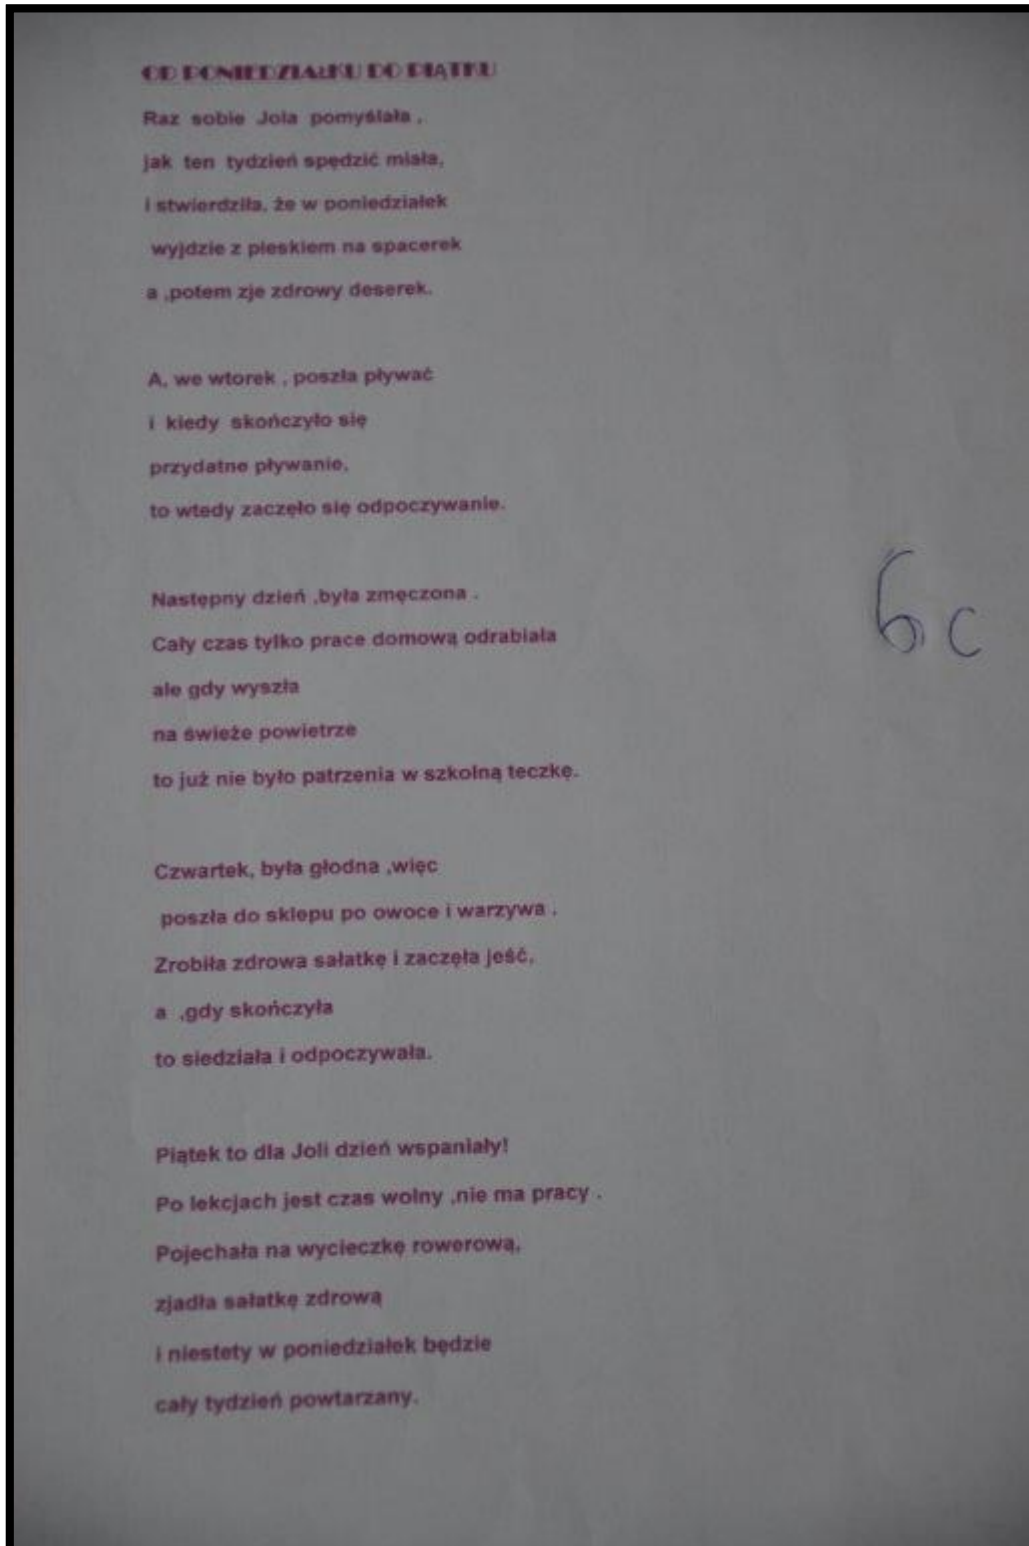 OD PONIEDZIAŁKU DO PIĄTKU
Raz sobie Jola pomyślała ,
jak ten tydzień spędzić miała,
i stwierdziła, że w poniedziałek
wyjdzie z pieskiem na spacerek
a ,potem zje zdrowy deserek.
A, we wtorek , poszła pływać
i kiedy skończyło się
przydatne pływanie,
to wtedy zaczęło się odpoczywanie.
Następny dzień ,była zmęczona .
Cały czas tylko prace domową odrabiała
ale gdy wyszła
na świeże powietrze
to już nie było patrzenia w szkolną teczkę.
6c
Czwartek, była głodna ,więc
poszła do sklepu po owoce i warzywa .
Zrobiła zdrowa sałatkę i zaczęła jeść,
a ,gdy skończyła
to siedziała i odpoczywała.
Piątek to dla Joli dzień wspaniały!
Po lekcjach jest czas wolny ,nie ma pracy .
Pojechała na wycieczkę rowerową,
zjadła sałatkę zdrową
i niestety w poniedziałek będzie
cały tydzień powtarzany.